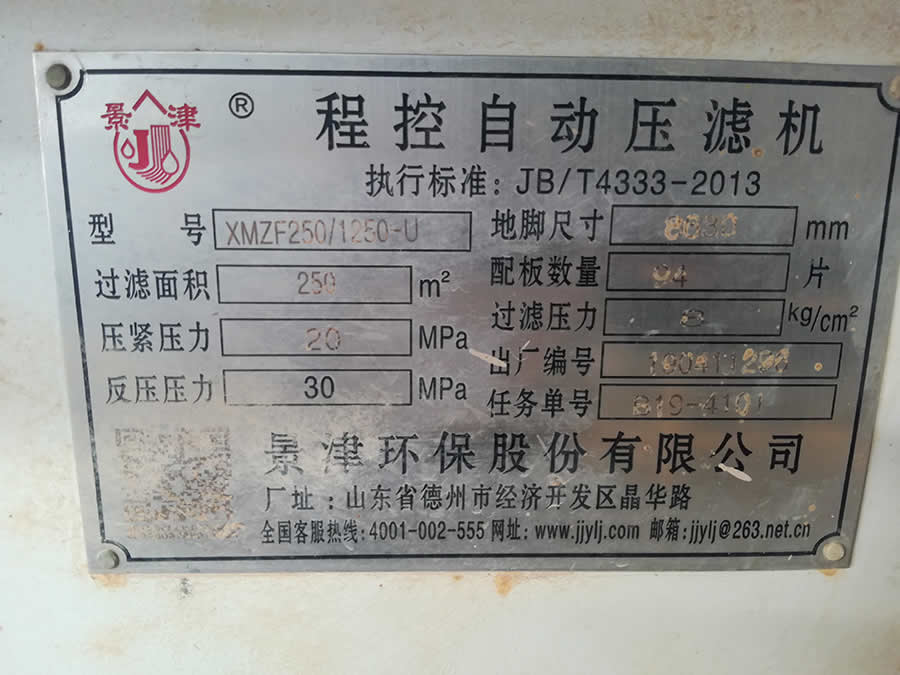 景津 ® 程控自动压滤机
执行标准: JB/T4333-2013
型 号 XMZF250/1250-U 地脚尺寸 mm
过滤面积 250 m² 配板数量 94 片
压紧压力 20 MPa 过滤压力 8 kg/cm²
反压压力 30 MPa 出厂编号
任务单号 B19-4101
景津环保股份有限公司
厂址: 山东省德州市经济开发区晶华路
全国客服热线: 4001-002-555 网址: www.jjylj.com 邮箱: jjylj@263.net.cn